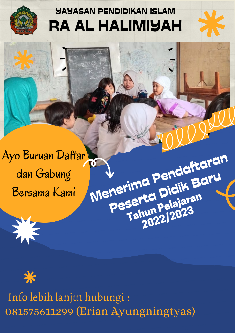 YAYASAN PENDIDIKAN ISLAM
RA AL HALIMIYAH
Ayo Buruan Daftar
dan Gabung
Bersama Kami
Menerima Pendaftaran
Peserta Didik Baru
Tahun Pelajaran
2022/2023
Info lebih lanjut hubungi :
081575611299 (Erian Ayungningtyas)